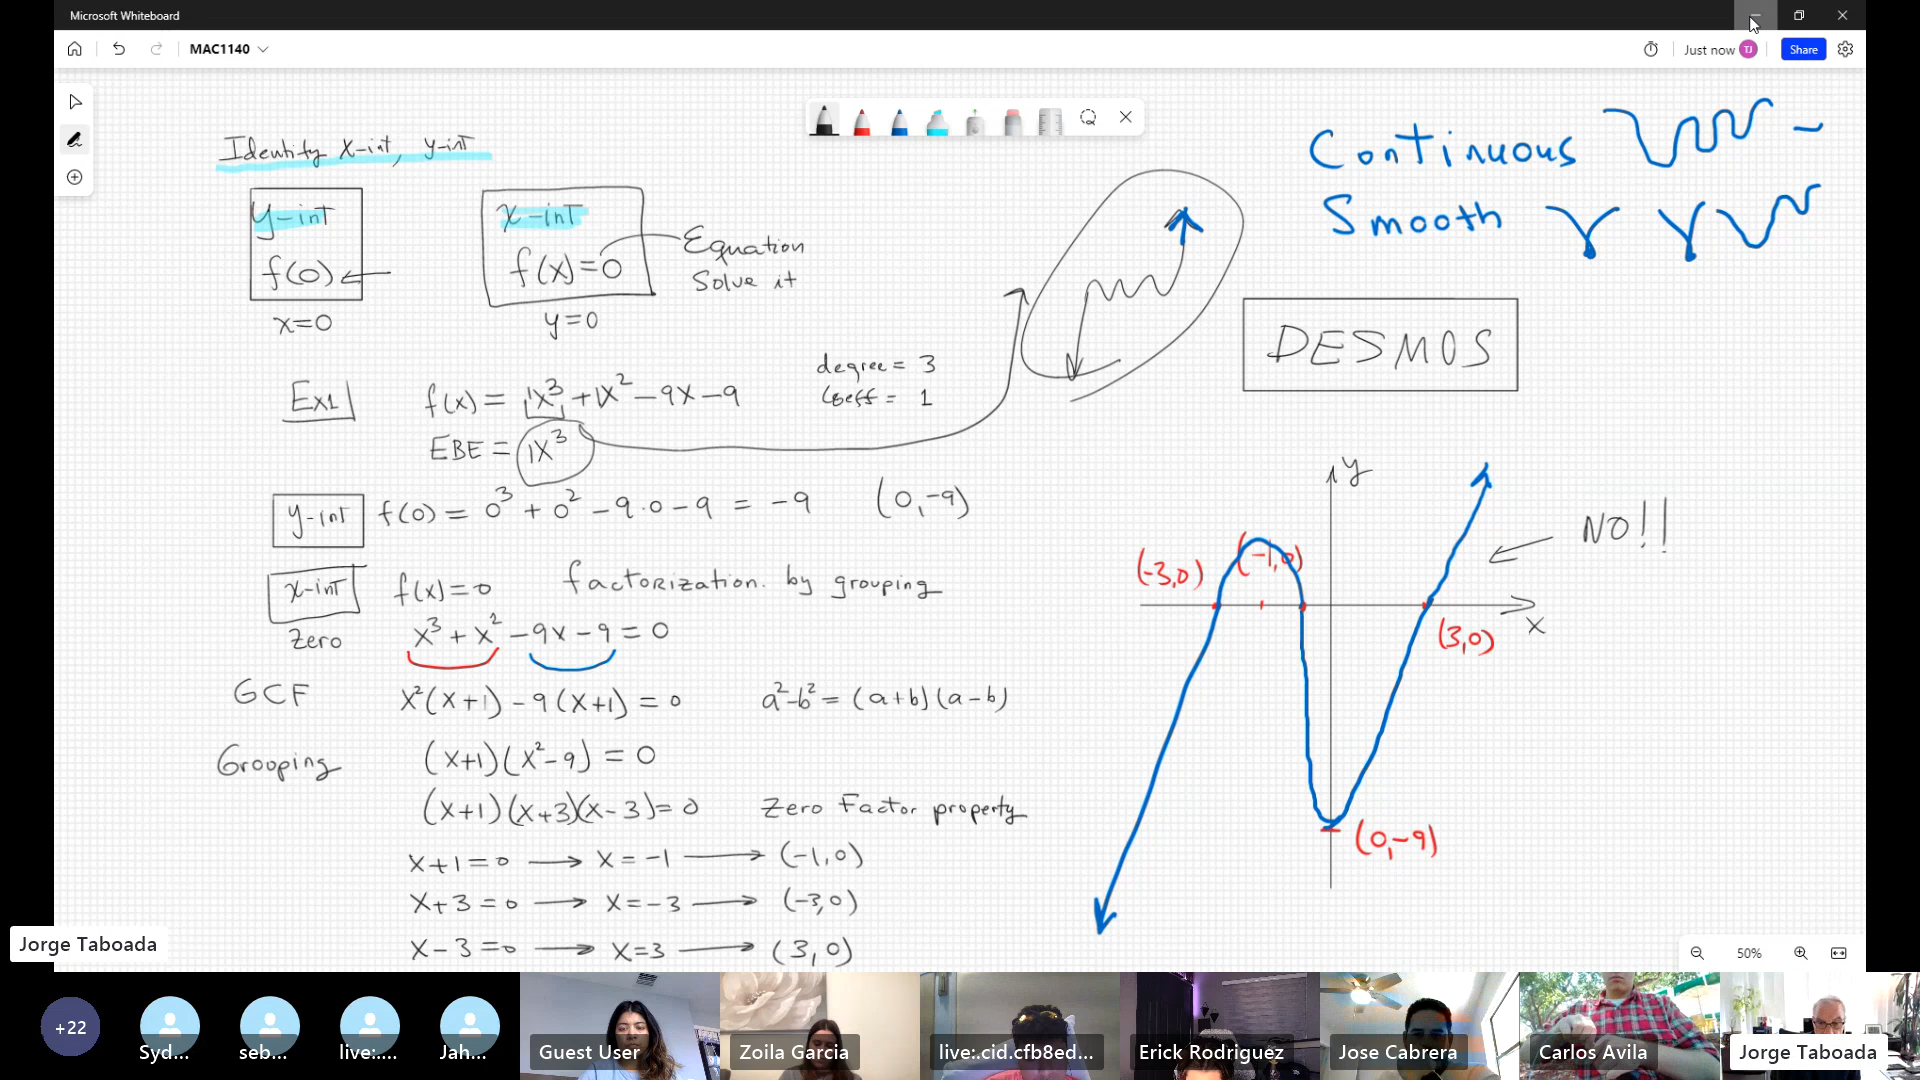 Microsoft Whiteboard
MAC1140
Just now TJ Share
Identify x-int, y-int
Continuous
Smooth
y-int
f(0)
x=0
x-int
f(x)=0
y=0
Equation
Solve it
DESMOS
Ex1 f(x) = 1x³ + 1x² - 9x - 9
degree = 3
Coeff = 1
EBE = 1x³
y-int f(0) = 0³ + 0² - 9·0 - 9 = -9 (0,-9)
x-int f(x)=0 factorization. by grouping
Zero x³ + x² - 9x - 9 = 0
GCF x²(x+1) - 9(x+1) = 0 a²-b² = (a+b)(a-b)
Grooping (x+1)(x²-9) = 0
(x+1)(x+3)(x-3)=0 Zero Factor property
x+1=0 → x=-1 → (-1,0)
x+3=0 → x=-3 → (-3,0)
x-3=0 → x=3 → (3,0)
y
NO!!
(-3,0) (-1,0)
x
(3,0)
(0,-9)
50%
Jorge Taboada
+22
Syd...
seb...
live:....
Jah...
Guest User
Zoila Garcia
live:.cid.cfb8ed...
Erick Rodriguez
Jose Cabrera
Carlos Avila
Jorge Taboada